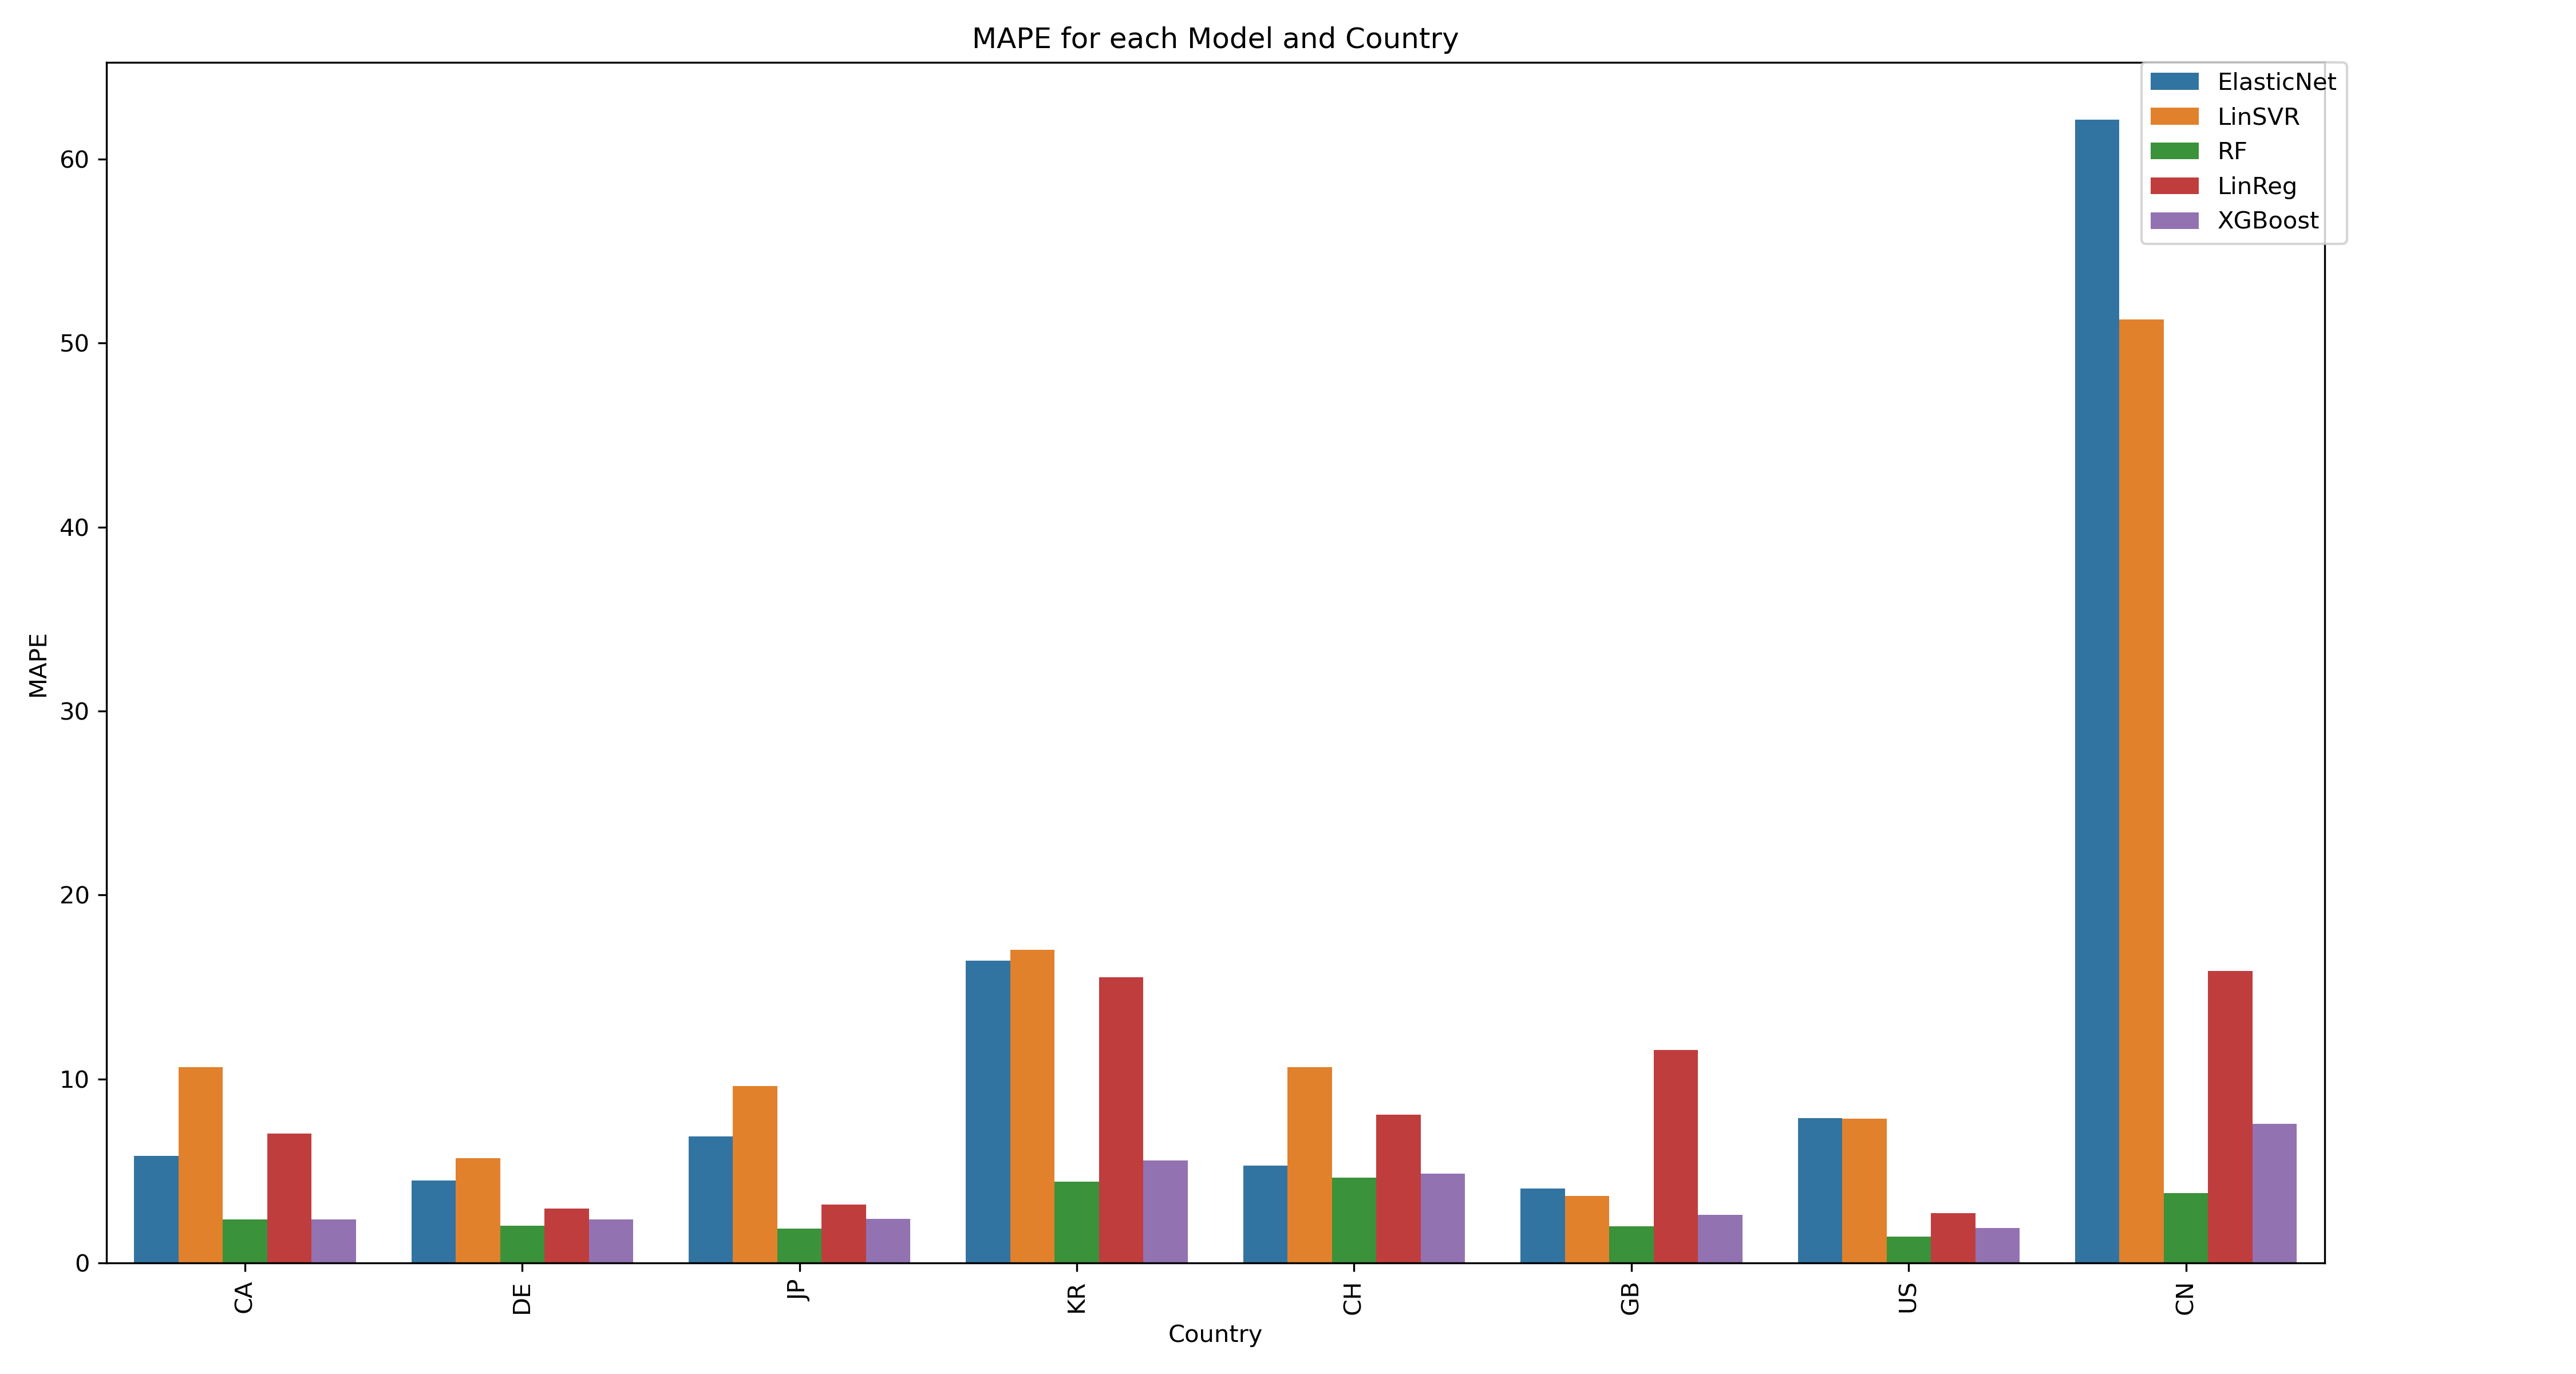 MAPE for each Model and Country
ElasticNet
LinSVR
RF
LinReg
XGBoost
MAPE
60
50
40
30
20
10
0
CA DE JP KR CH GB US CN
Country